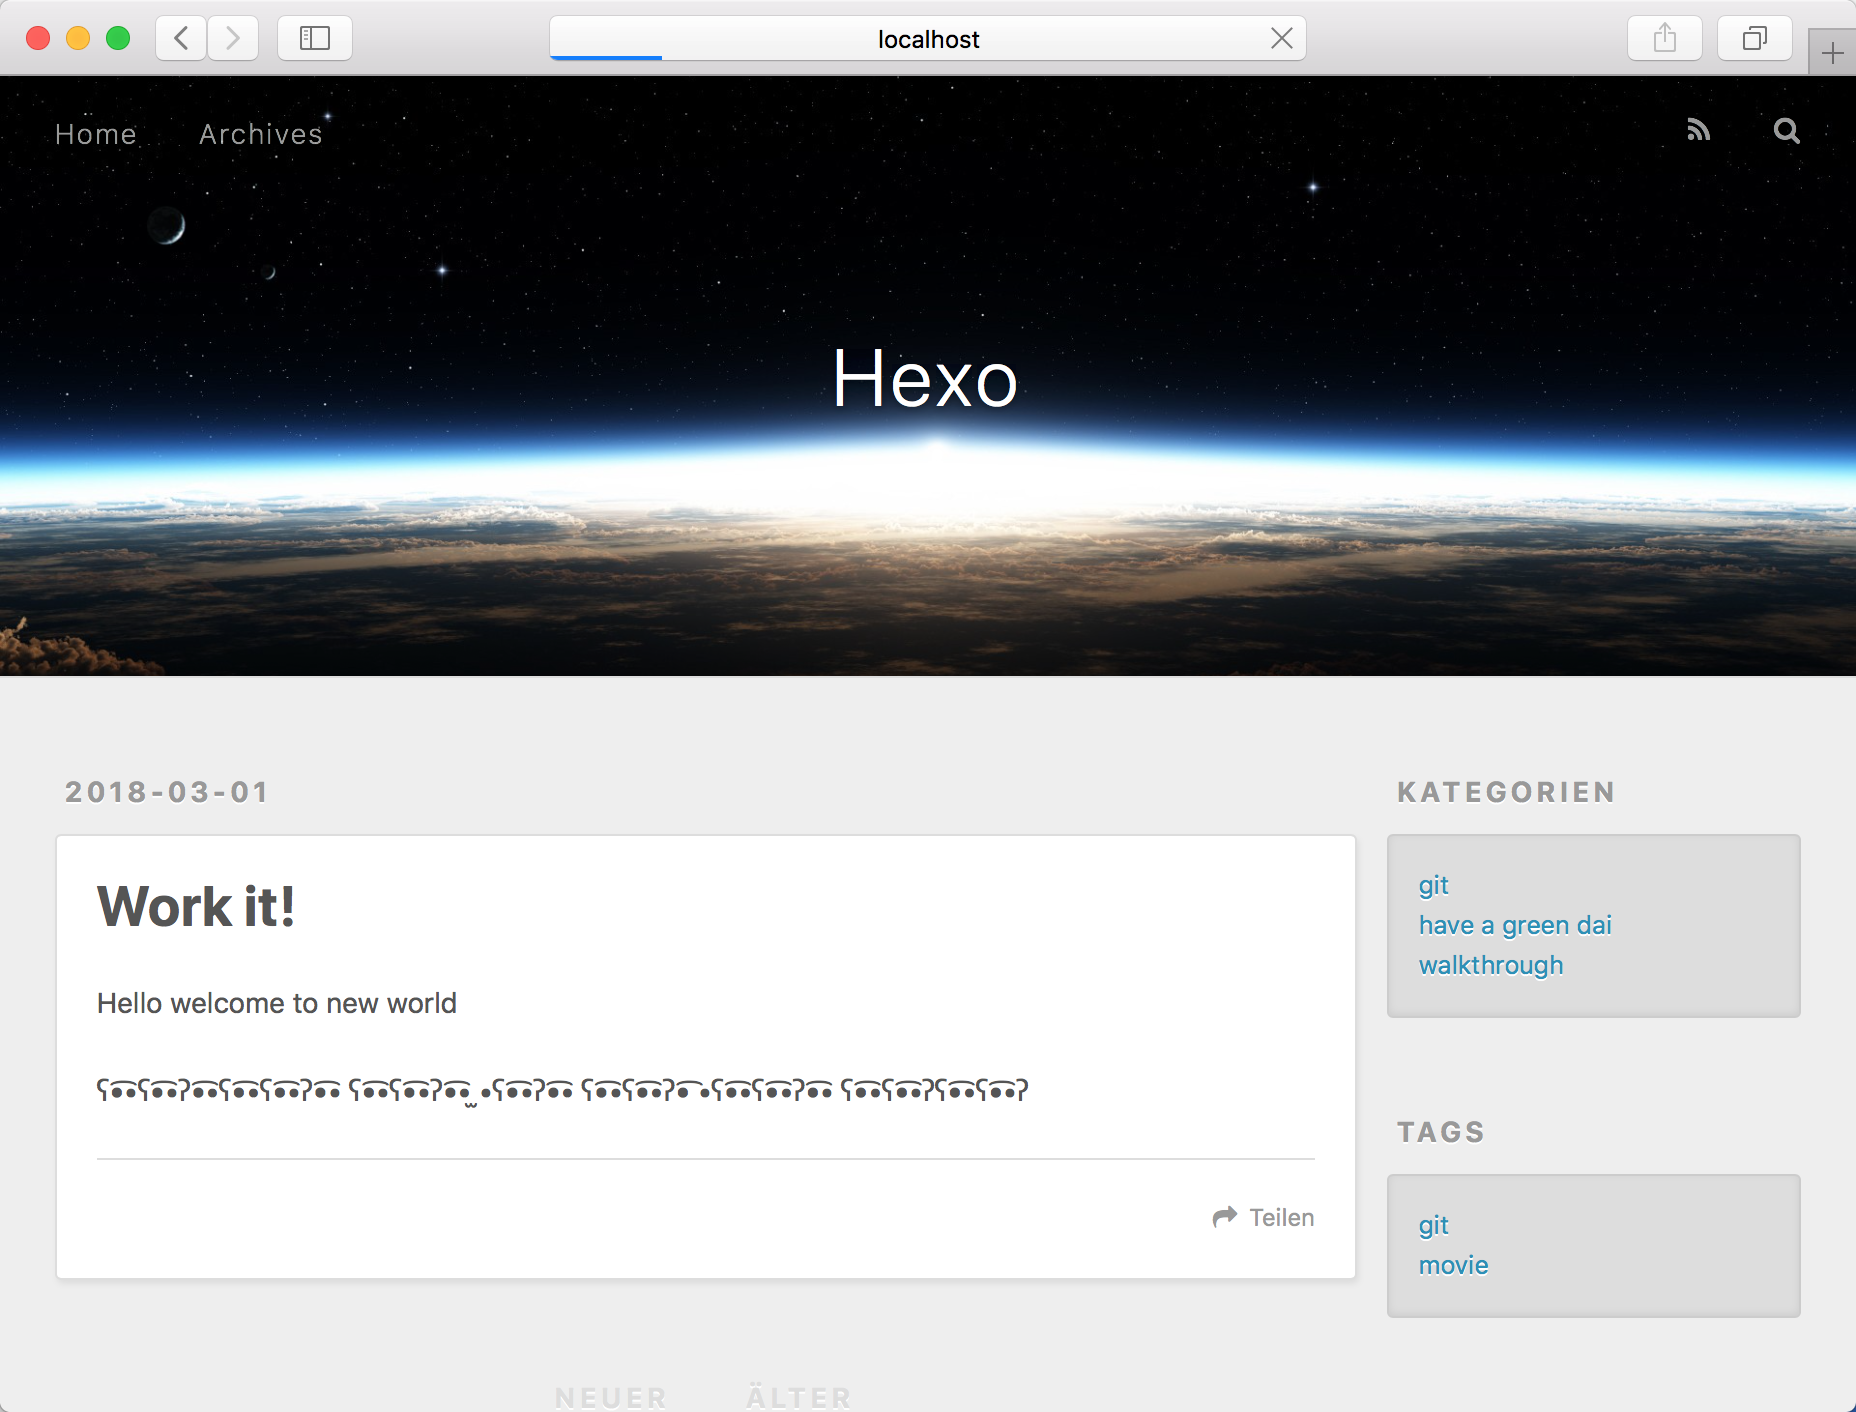 localhost
Home Archives
Hexo
2018-03-01
Work it!
Hello welcome to new world
Teilen
NEUER ÄLTER
KATEGORIEN
git
have a green dai
walkthrough
TAGS
git
movie